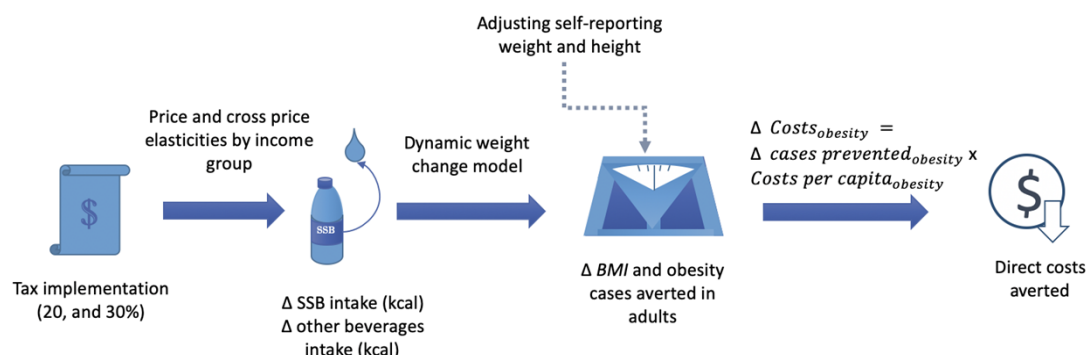 Adjusting self-reporting
weight and height
Price and cross price
elasticities by income
group
Dynamic weight
change model
Δ Costs_obesity =
Δ cases prevented_obesity x
Costs per capita_obesity
$
SSB
$
Tax implementation
(20, and 30%)
Δ SSB intake (kcal)
Δ other beverages
intake (kcal)
Δ BMI and obesity
cases averted in
adults
Direct costs
averted